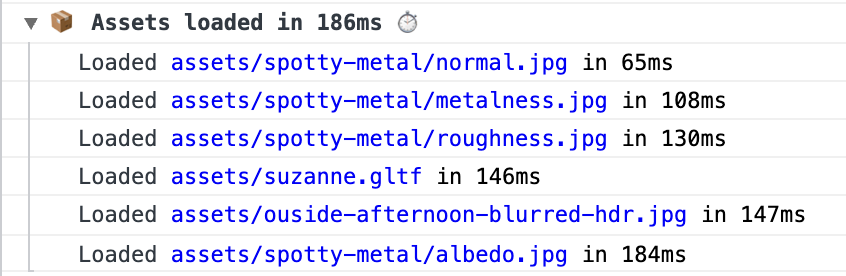 ▼ 📦 Assets loaded in 186ms ⏱
Loaded assets/spotty-metal/normal.jpg in 65ms
Loaded assets/spotty-metal/metalness.jpg in 108ms
Loaded assets/spotty-metal/roughness.jpg in 130ms
Loaded assets/suzanne.gltf in 146ms
Loaded assets/ouside-afternoon-blurred-hdr.jpg in 147ms
Loaded assets/spotty-metal/albedo.jpg in 184ms